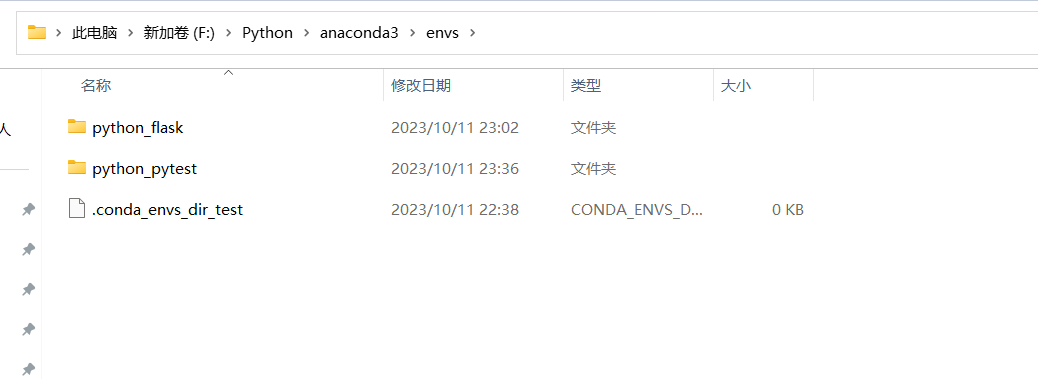 此电脑 > 新加卷 (F:) > Python > anaconda3 > envs >
名称 修改日期 类型 大小
人
python_flask 2023/10/11 23:02 文件夹
python_pytest 2023/10/11 23:36 文件夹
.conda_envs_dir_test 2023/10/11 22:38 CONDA_ENVS_D... 0 KB